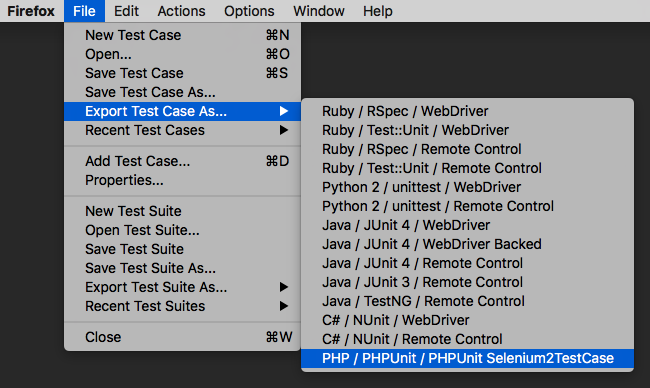 Firefox File Edit Actions Options Window Help
New Test Case ⌘N
Open... ⌘O
Save Test Case ⌘S
Save Test Case As...
Export Test Case As...
Recent Test Cases
Add Test Case... ⌘D
Properties...
New Test Suite
Open Test Suite...
Save Test Suite
Save Test Suite As...
Export Test Suite As...
Recent Test Suites
Close ⌘W
Ruby / RSpec / WebDriver
Ruby / Test::Unit / WebDriver
Ruby / RSpec / Remote Control
Ruby / Test::Unit / Remote Control
Python 2 / unittest / WebDriver
Python 2 / unittest / Remote Control
Java / JUnit 4 / WebDriver
Java / JUnit 4 / WebDriver Backed
Java / JUnit 4 / Remote Control
Java / JUnit 3 / Remote Control
Java / TestNG / Remote Control
C# / NUnit / WebDriver
C# / NUnit / Remote Control
PHP / PHPUnit / PHPUnit Selenium2TestCase